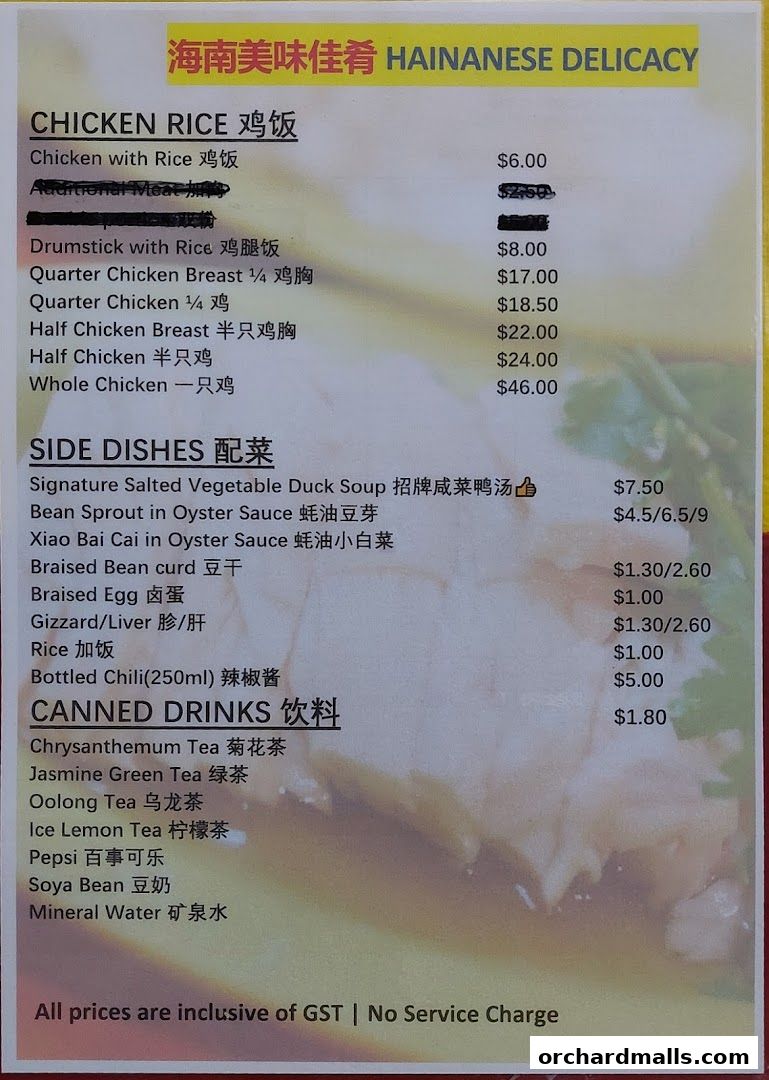 海南美味佳肴 HAINANESE DELICACY
CHICKEN RICE 鸡饭
Chicken with Rice 鸡饭 $6.00
Additional Meat 加 $2.50
Drumstick with Rice 鸡腿饭 $8.00
Quarter Chicken Breast ¼ 鸡胸 $17.00
Quarter Chicken ¼ 鸡 $18.50
Half Chicken Breast 半只鸡胸 $22.00
Half Chicken 半只鸡 $24.00
Whole Chicken 一只鸡 $46.00
SIDE DISHES 配菜
Signature Salted Vegetable Duck Soup 招牌咸菜鸭汤👍 $7.50
Bean Sprout in Oyster Sauce 蚝油豆芽 $4.5/6.5/9
Xiao Bai Cai in Oyster Sauce 蚝油小白菜
Braised Bean curd 豆干 $1.30/2.60
Braised Egg 卤蛋 $1.00
Gizzard/Liver 胗/肝 $1.30/2.60
Rice 加饭 $1.00
Bottled Chili(250ml) 辣椒酱 $5.00
CANNED DRINKS 饮料 $1.80
Chrysanthemum Tea 菊花茶
Jasmine Green Tea 绿茶
Oolong Tea 乌龙茶
Ice Lemon Tea 柠檬茶
Pepsi 百事可乐
Soya Bean 豆奶
Mineral Water 矿泉水
All prices are inclusive of GST | No Service Charge
orchardmalls.com